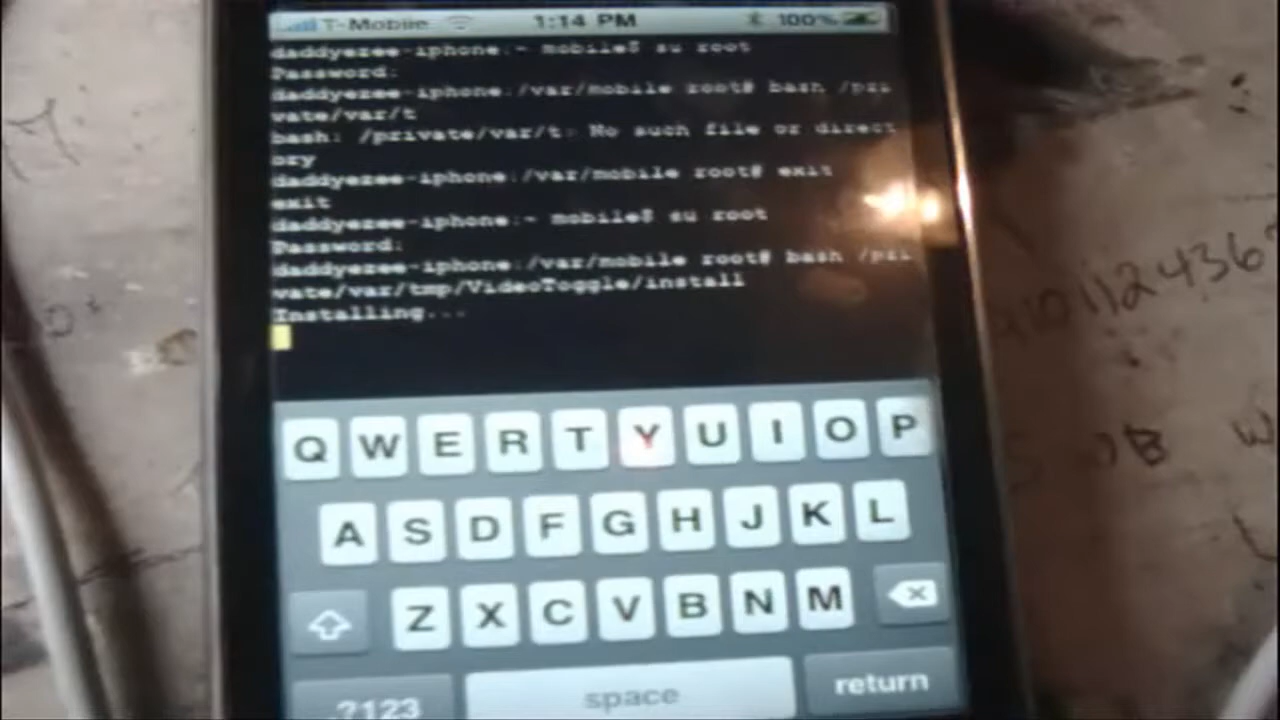 T-Mobile 1:14 PM 100%
daddyezee-iphone:~ mobile$ su root
Password:
daddyezee-iphone:/var/mobile root# bash /pri
vate/var/t
bash: /private/var/t: No such file or direct
ory
daddyezee-iphone:/var/mobile root# exit
exit
daddyezee-iphone:~ mobile$ su root
Password:
daddyezee-iphone:/var/mobile root# bash /pri
vate/var/tmp/VideoToggle/install
Installing...
Q W E R T Y U I O P
A S D F G H J K L
Z X C V B N M
.?123 space return